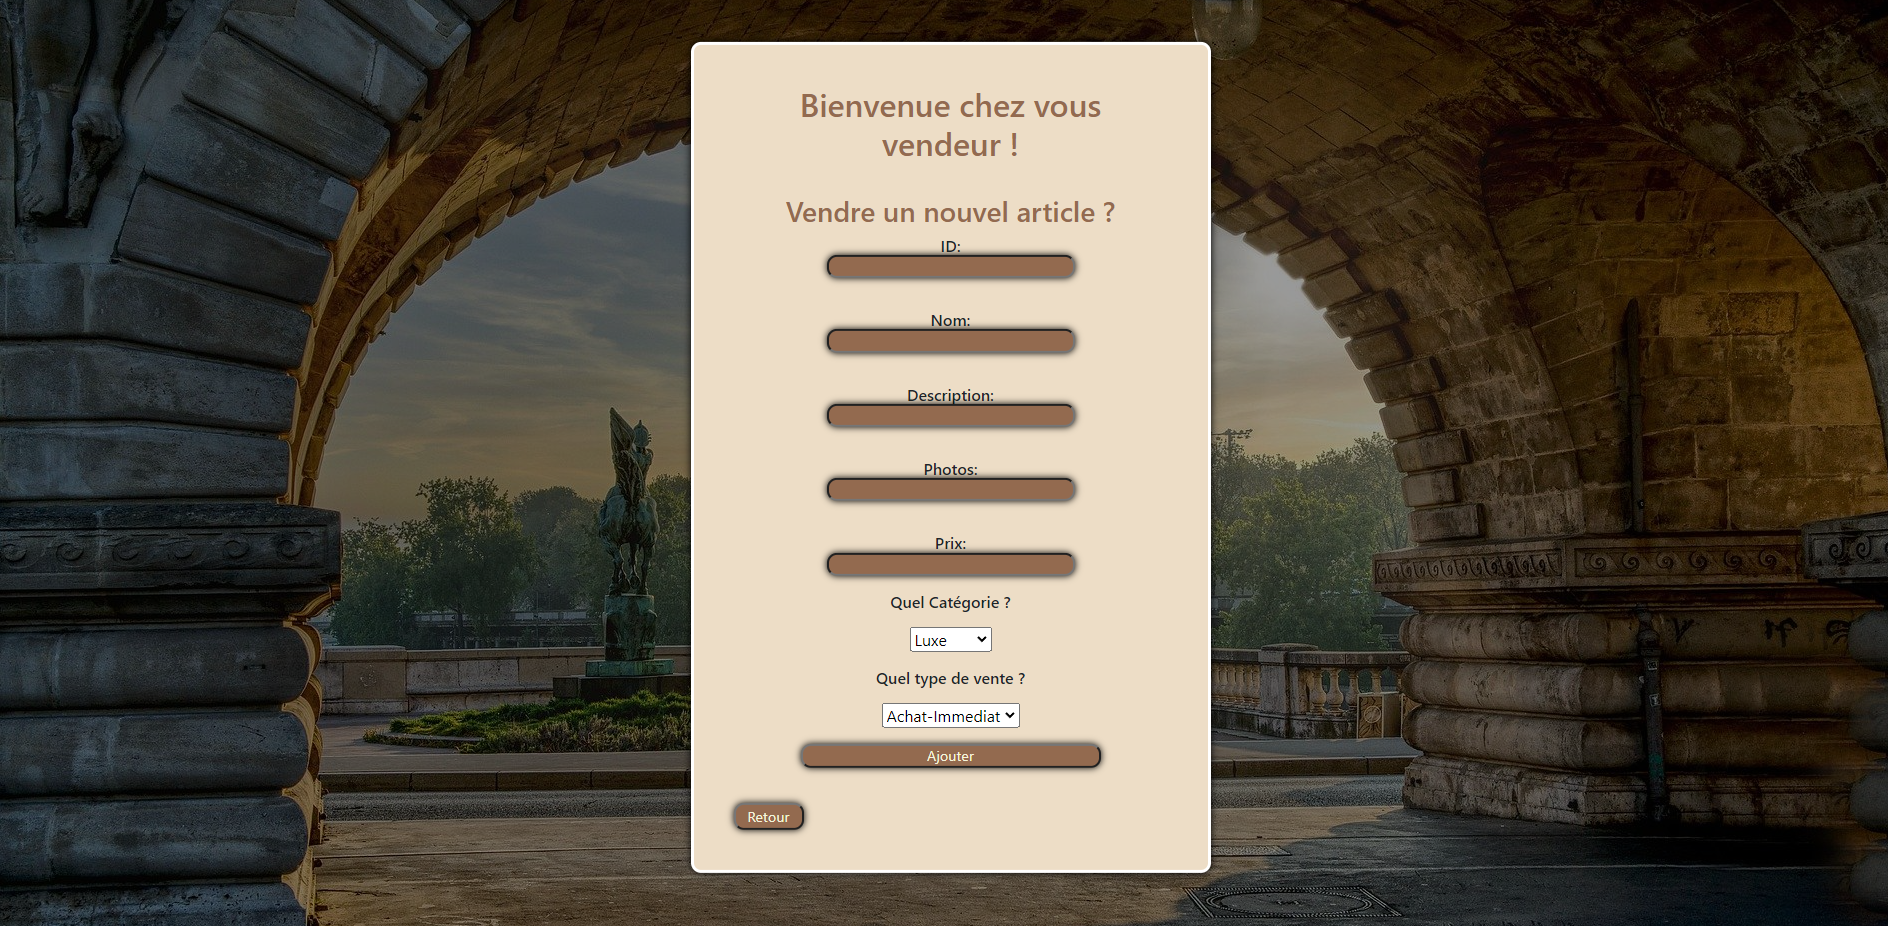 Bienvenue chez vous
vendeur !
Vendre un nouvel article ?
ID:
Nom:
Description:
Photos:
Prix:
Quel Catégorie ?
Luxe
Quel type de vente ?
Achat-Immediat
Ajouter
Retour